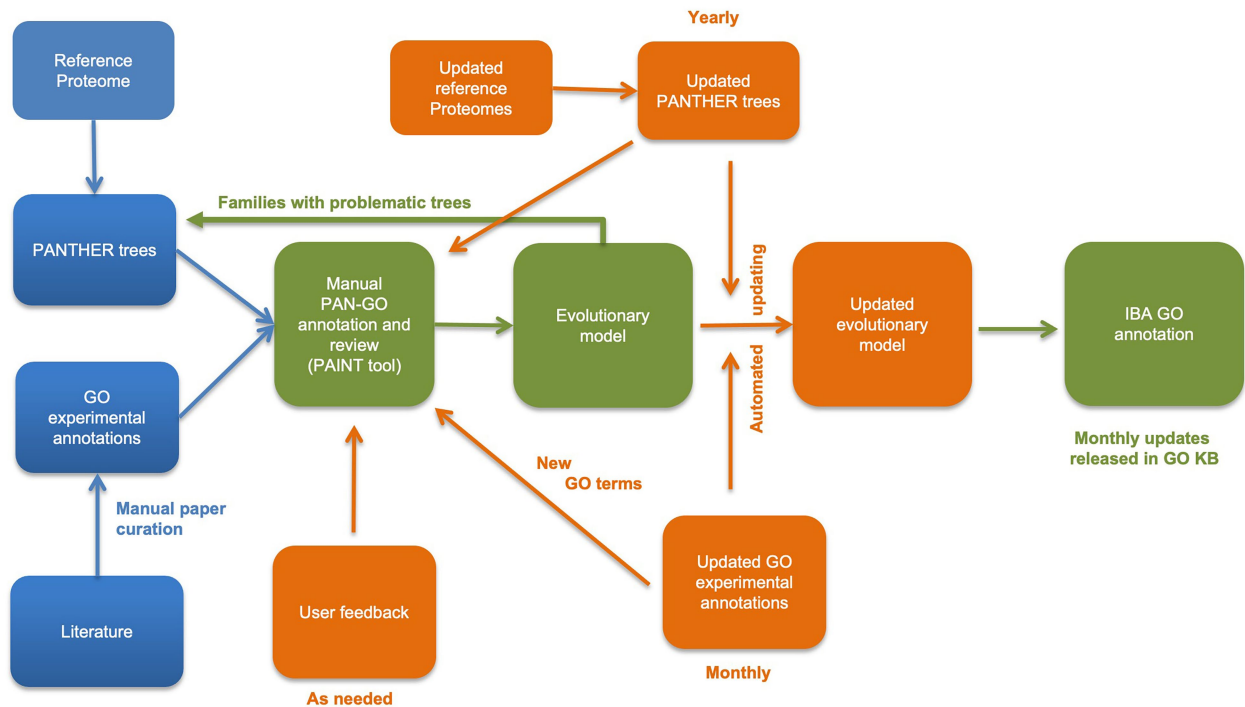 Yearly
Reference
Proteome
Updated
reference
Proteomes
Updated
PANTHER trees
Families with problematic trees
PANTHER trees
Manual
PAN-GO
annotation and
review
(PAINT tool)
Evolutionary
model
updating
Automated
Updated
evolutionary
model
IBA GO
annotation
Monthly updates
released in GO KB
GO
experimental
annotations
New
GO terms
Manual paper
curation
Literature
User feedback
As needed
Updated GO
experimental
annotations
Monthly